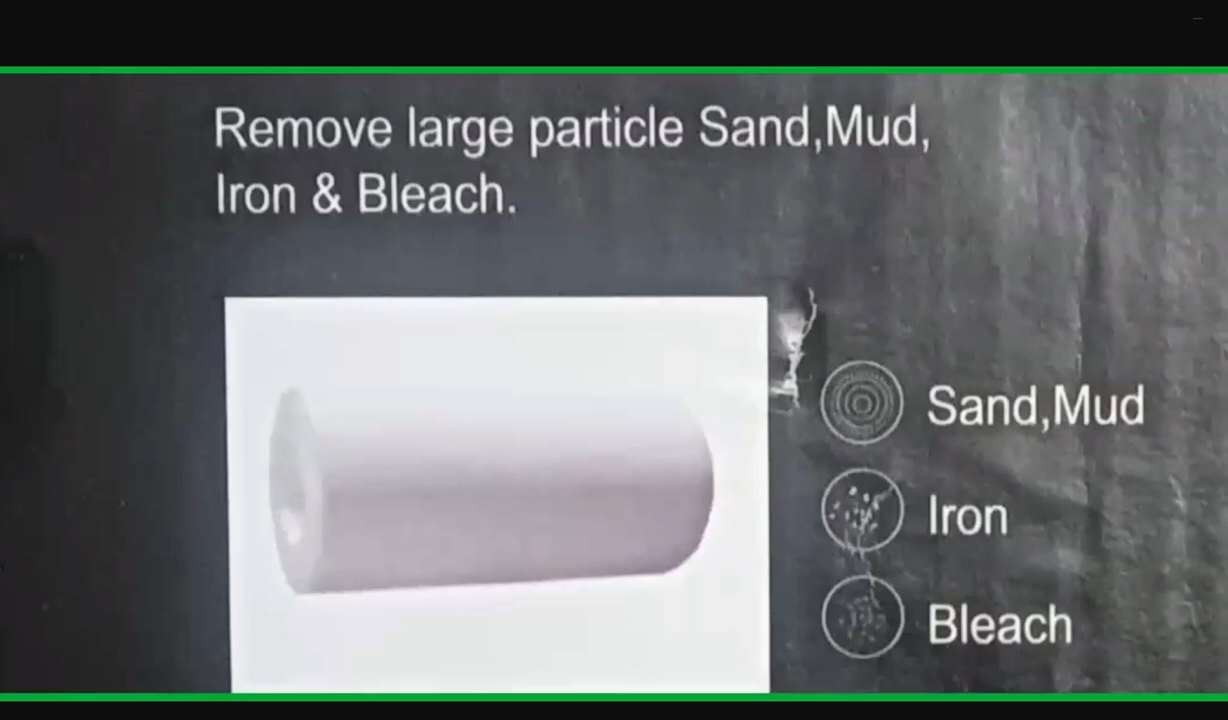 Remove large particle Sand,Mud,
Iron & Bleach.
Sand,Mud
Iron
Bleach